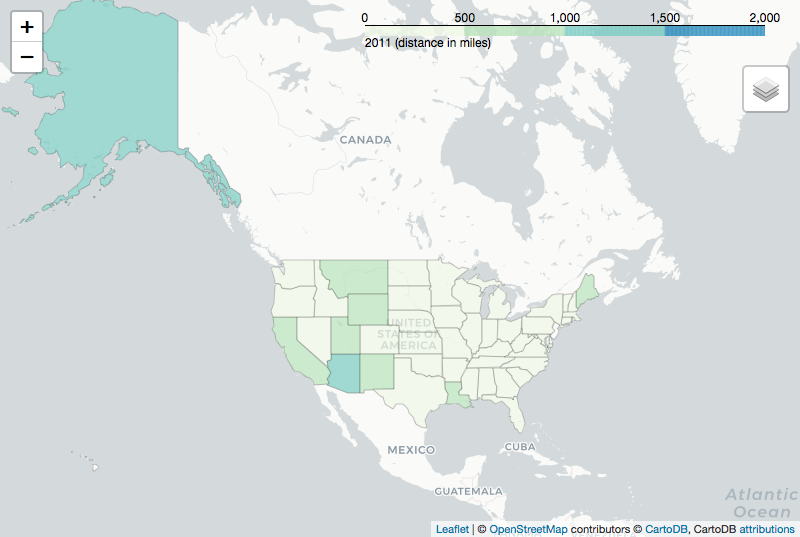 +
−
0 500 1,000 1,500 2,000
2011 (distance in miles)
CANADA
UNITED
STATES OF
AMERICA
MEXICO
CUBA
GUATEMALA
Atlantic
Ocean
Leaflet | © OpenStreetMap contributors © CartoDB, CartoDB attributions